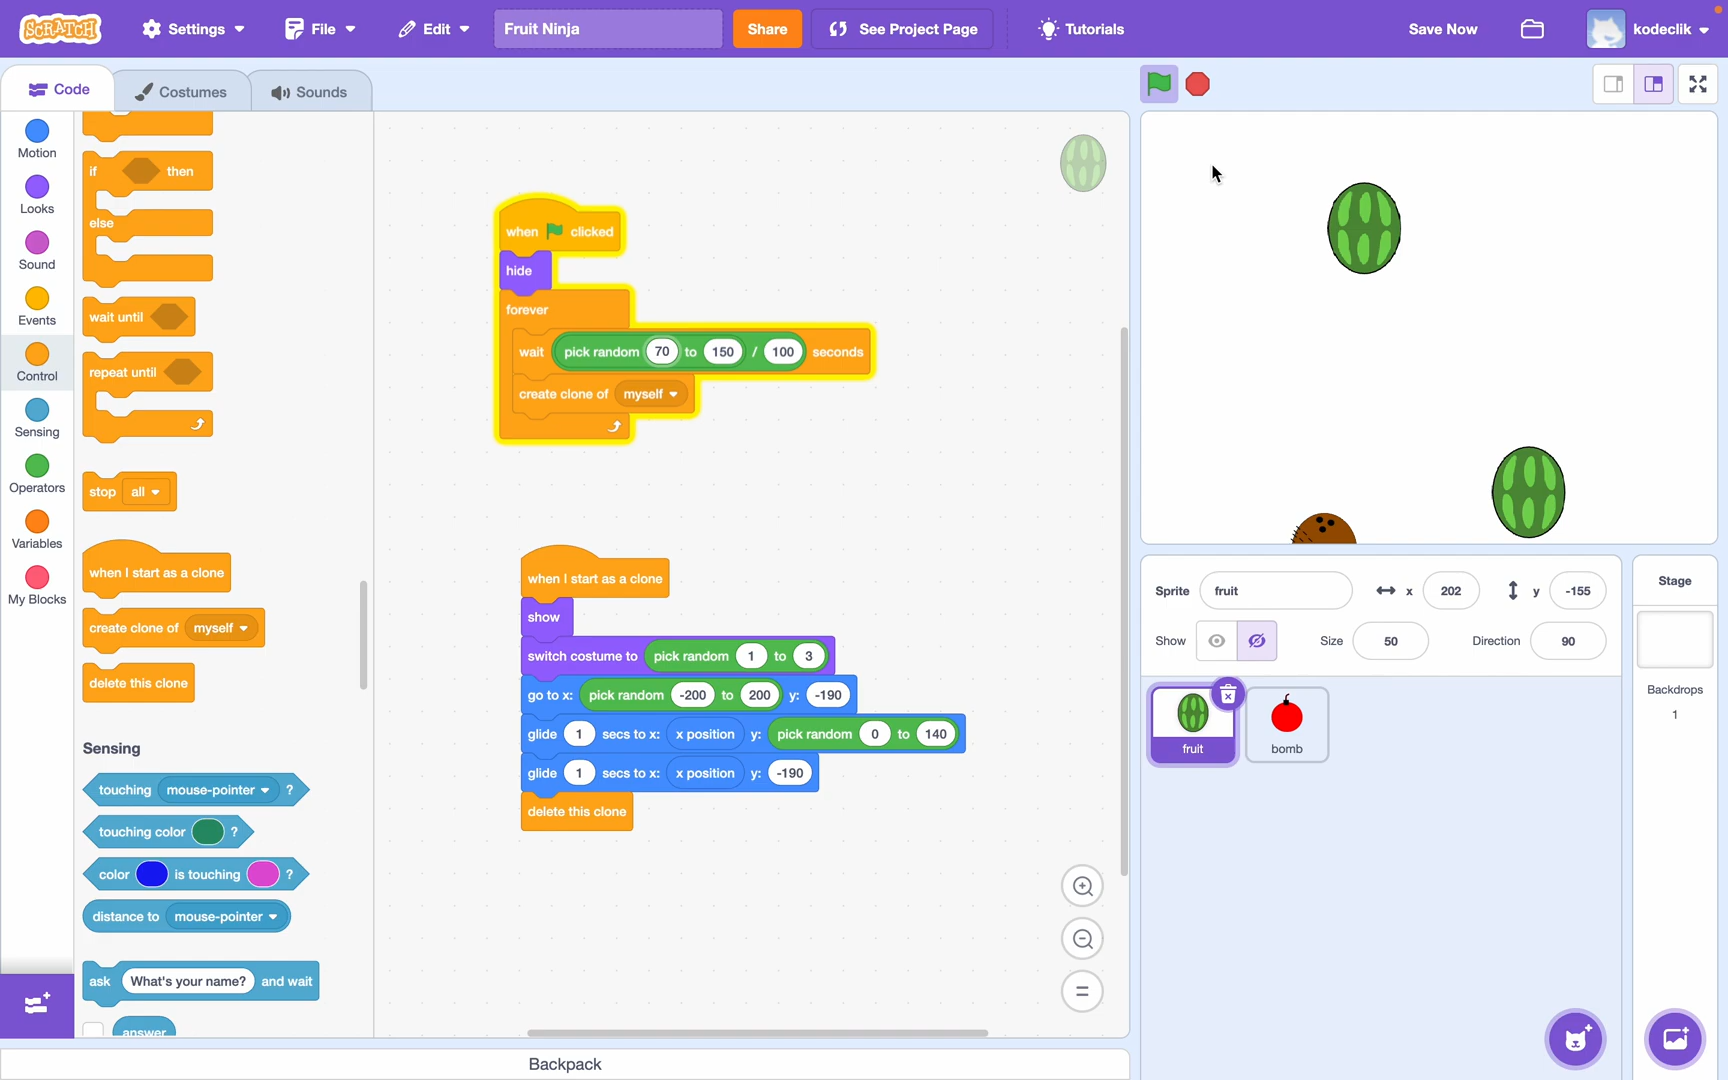 SCRATCH Settings File Edit Fruit Ninja Share See Project Page Tutorials Save Now kodeclik
Code Costumes Sounds
Motion
Looks
Sound
Events
Control
Sensing
Operators
Variables
My Blocks
if then
else
wait until
repeat until
stop all
when I start as a clone
create clone of myself
delete this clone
Sensing
touching mouse-pointer ?
touching color ?
color is touching ?
distance to mouse-pointer
ask What's your name? and wait
answer
when clicked
hide
forever
wait pick random 70 to 150 / 100 seconds
create clone of myself
when I start as a clone
show
switch costume to pick random 1 to 3
go to x: pick random -200 to 200 y: -190
glide 1 secs to x: x position y: pick random 0 to 140
glide 1 secs to x: x position y: -190
delete this clone
Backpack
Sprite fruit x 202 y -155
Show Size 50 Direction 90
fruit bomb
Stage
Backdrops
1